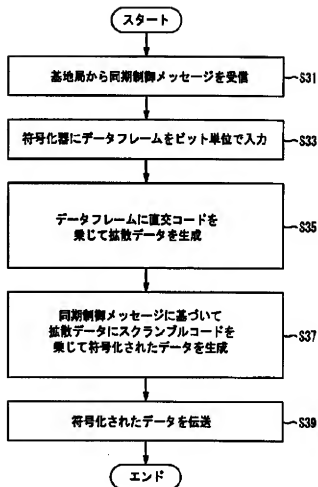 スタート
基地局から同期制御メッセージを受信
S31
符号化器にデータフレームをビット単位で入力
S33
データフレームに直交コードを
乗じて拡散データを生成
S35
同期制御メッセージに基づいて
拡散データにスクランブルコードを
乗じて符号化されたデータを生成
S37
符号化されたデータを伝送
S39
エンド